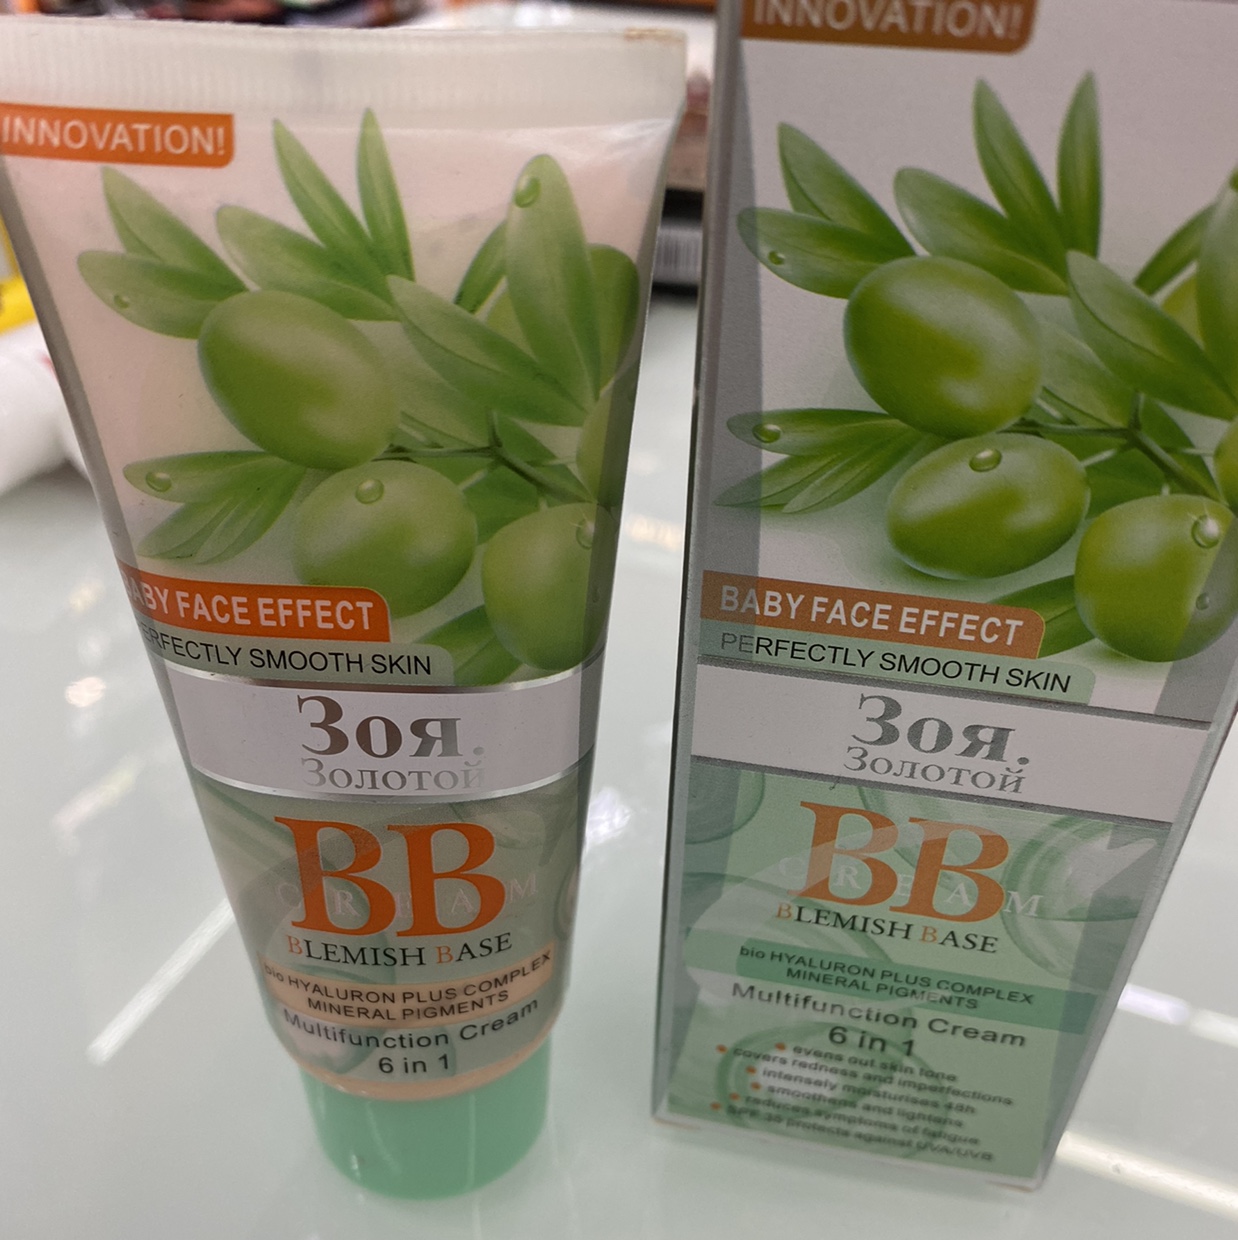 INNOVATION!
BABY FACE EFFECT
PERFECTLY SMOOTH SKIN
Зоя.
Золотой
BB
CREAM
BLEMISH BASE
bio HYALURON PLUS COMPLEX
MINERAL PIGMENTS
Multifunction Cream
6 in 1
INNOVATION!
BABY FACE EFFECT
PERFECTLY SMOOTH SKIN
Зоя.
Золотой
BB
CREAM
BLEMISH BASE
bio HYALURON PLUS COMPLEX
MINERAL PIGMENTS
Multifunction Cream
6 in 1
evens out skin tone
covers redness and imperfections
intensely moisturises 48h
smoothens and lightens
reduces symptoms of fatigue
SPF 30 protects against UVA/UVB